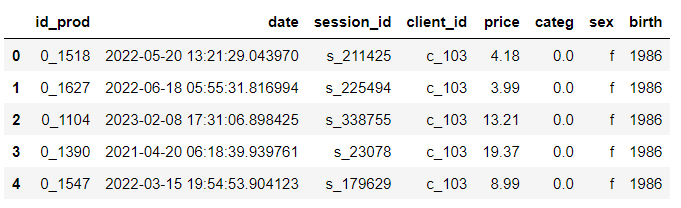 id_prod date session_id client_id price categ sex birth
0 0_1518 2022-05-20 13:21:29.043970 s_211425 c_103 4.18 0.0 f 1986
1 0_1627 2022-06-18 05:55:31.816994 s_225494 c_103 3.99 0.0 f 1986
2 0_1104 2023-02-08 17:31:06.898425 s_338755 c_103 13.21 0.0 f 1986
3 0_1390 2021-04-20 06:18:39.939761 s_23078 c_103 19.37 0.0 f 1986
4 0_1547 2022-03-15 19:54:53.904123 s_179629 c_103 8.99 0.0 f 1986